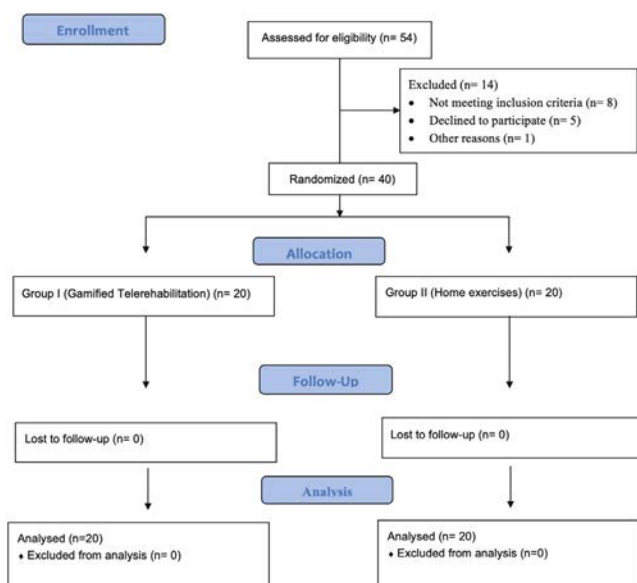 Enrollment
Assessed for eligibility (n= 54)
Excluded (n= 14)
• Not meeting inclusion criteria (n= 8)
• Declined to participate (n= 5)
• Other reasons (n= 1)
Randomized (n= 40)
Allocation
Group I (Gamified Telerehabilitation) (n= 20)
Group II (Home exercises) (n= 20)
Follow-Up
Lost to follow-up (n= 0)
Lost to follow-up (n= 0)
Analysis
Analysed (n=20)
♦ Excluded from analysis (n= 0)
Analysed (n= 20)
♦ Excluded from analysis (n=0)